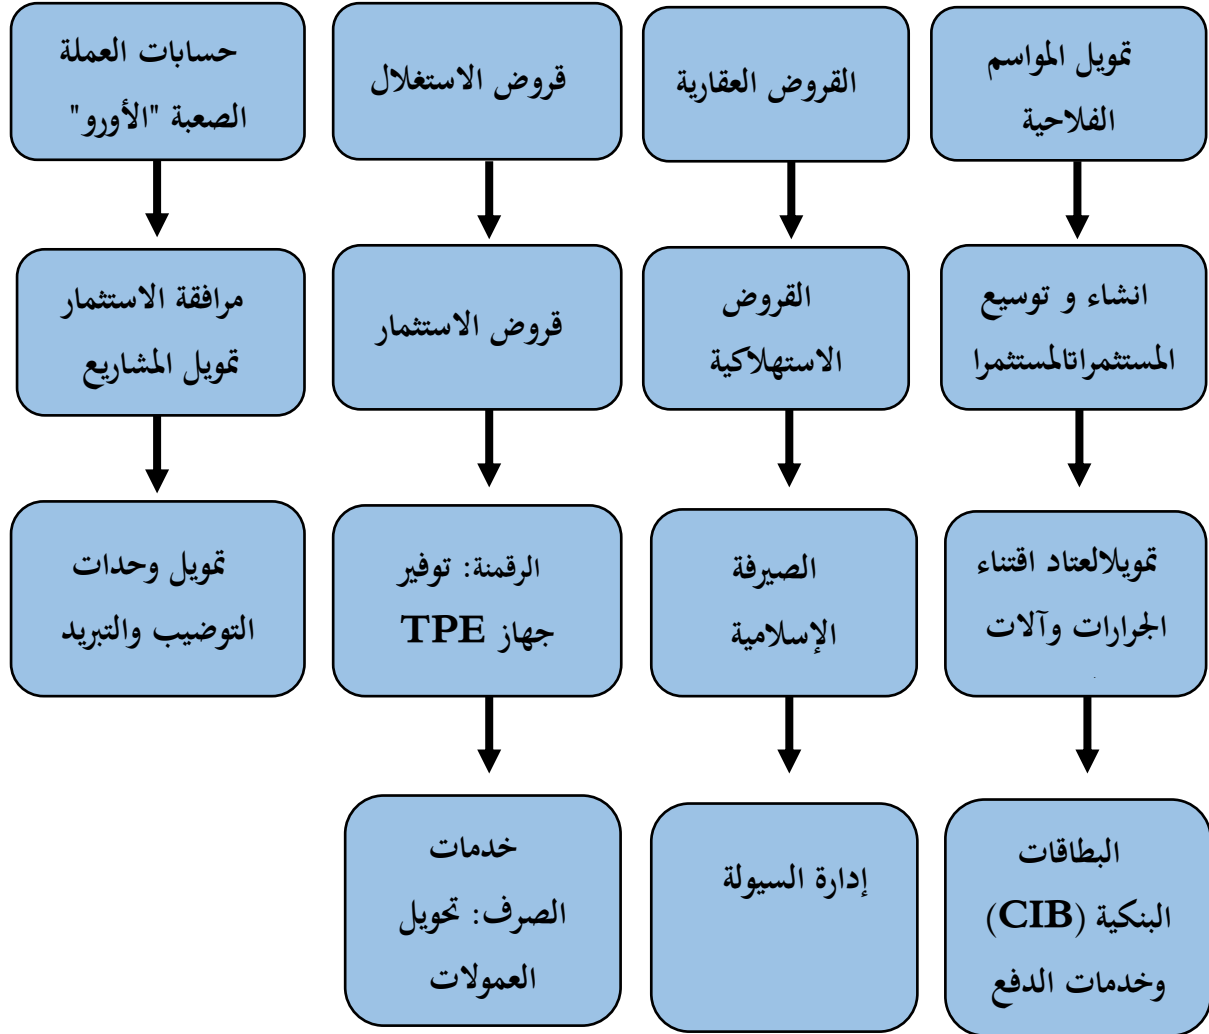 تمويل المواسم
الفلاحية
القروض العقارية
قروض الاستغلال
حسابات العملة
الصعبة "الأورو"
انشاء و توسيع
المستثمراتالمستثمرا
القروض
الاستهلاكية
قروض الاستثمار
مرافقة الاستثمار
تمويل المشاريع
تمويلالعتاد اقتناء
الجرارات وآلات
الصيرفة
الإسلامية
الرقمنة: توفير
جهاز TPE
تمويل وحدات
التوضيب والتبريد
البطاقات
البنكية (CIB)
وخدمات الدفع
إدارة السيولة
خدمات
الصرف: تحويل
العمولات